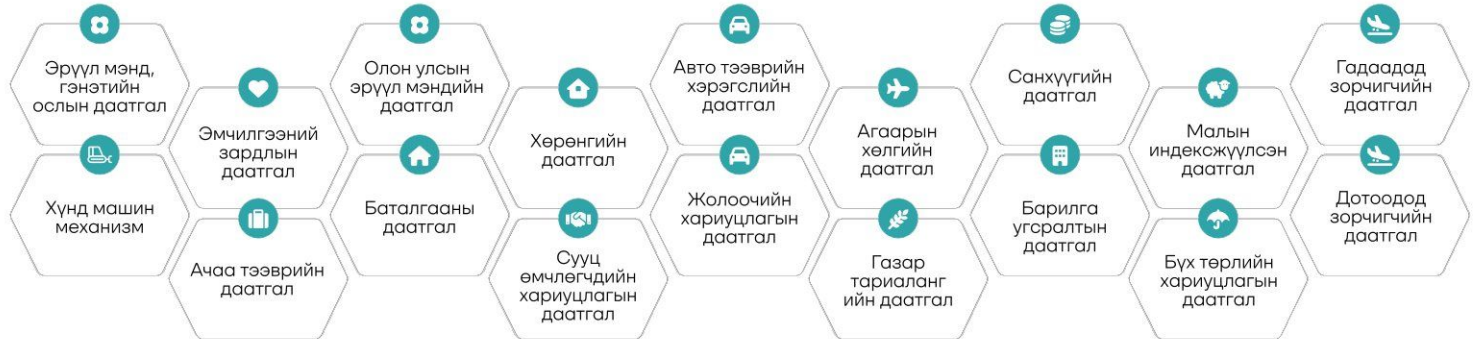 Эрүүл мэнд,
гэнэтийн
ослын даатгал
Хүнд машин
механизм
Эмчилгээний
зардлын
даатгал
Ачаа тээврийн
даатгал
Олон улсын
эрүүл мэндийн
даатгал
Баталгааны
даатгал
Хөрөнгийн
даатгал
Сууц
өмчлөгчдийн
хариуцлагын
даатгал
Авто тээврийн
хэрэгслийн
даатгал
Жолоочийн
хариуцлагын
даатгал
Агаарын
хөлгийн
даатгал
Газар
тариаланг
ийн даатгал
Санхүүгийн
даатгал
Барилга
угсралтын
даатгал
Малын
индексжүүлсэн
даатгал
Бүх төрлийн
хариуцлагын
даатгал
Гадаадад
зорчигчийн
даатгал
Дотоодод
зорчигчийн
даатгал